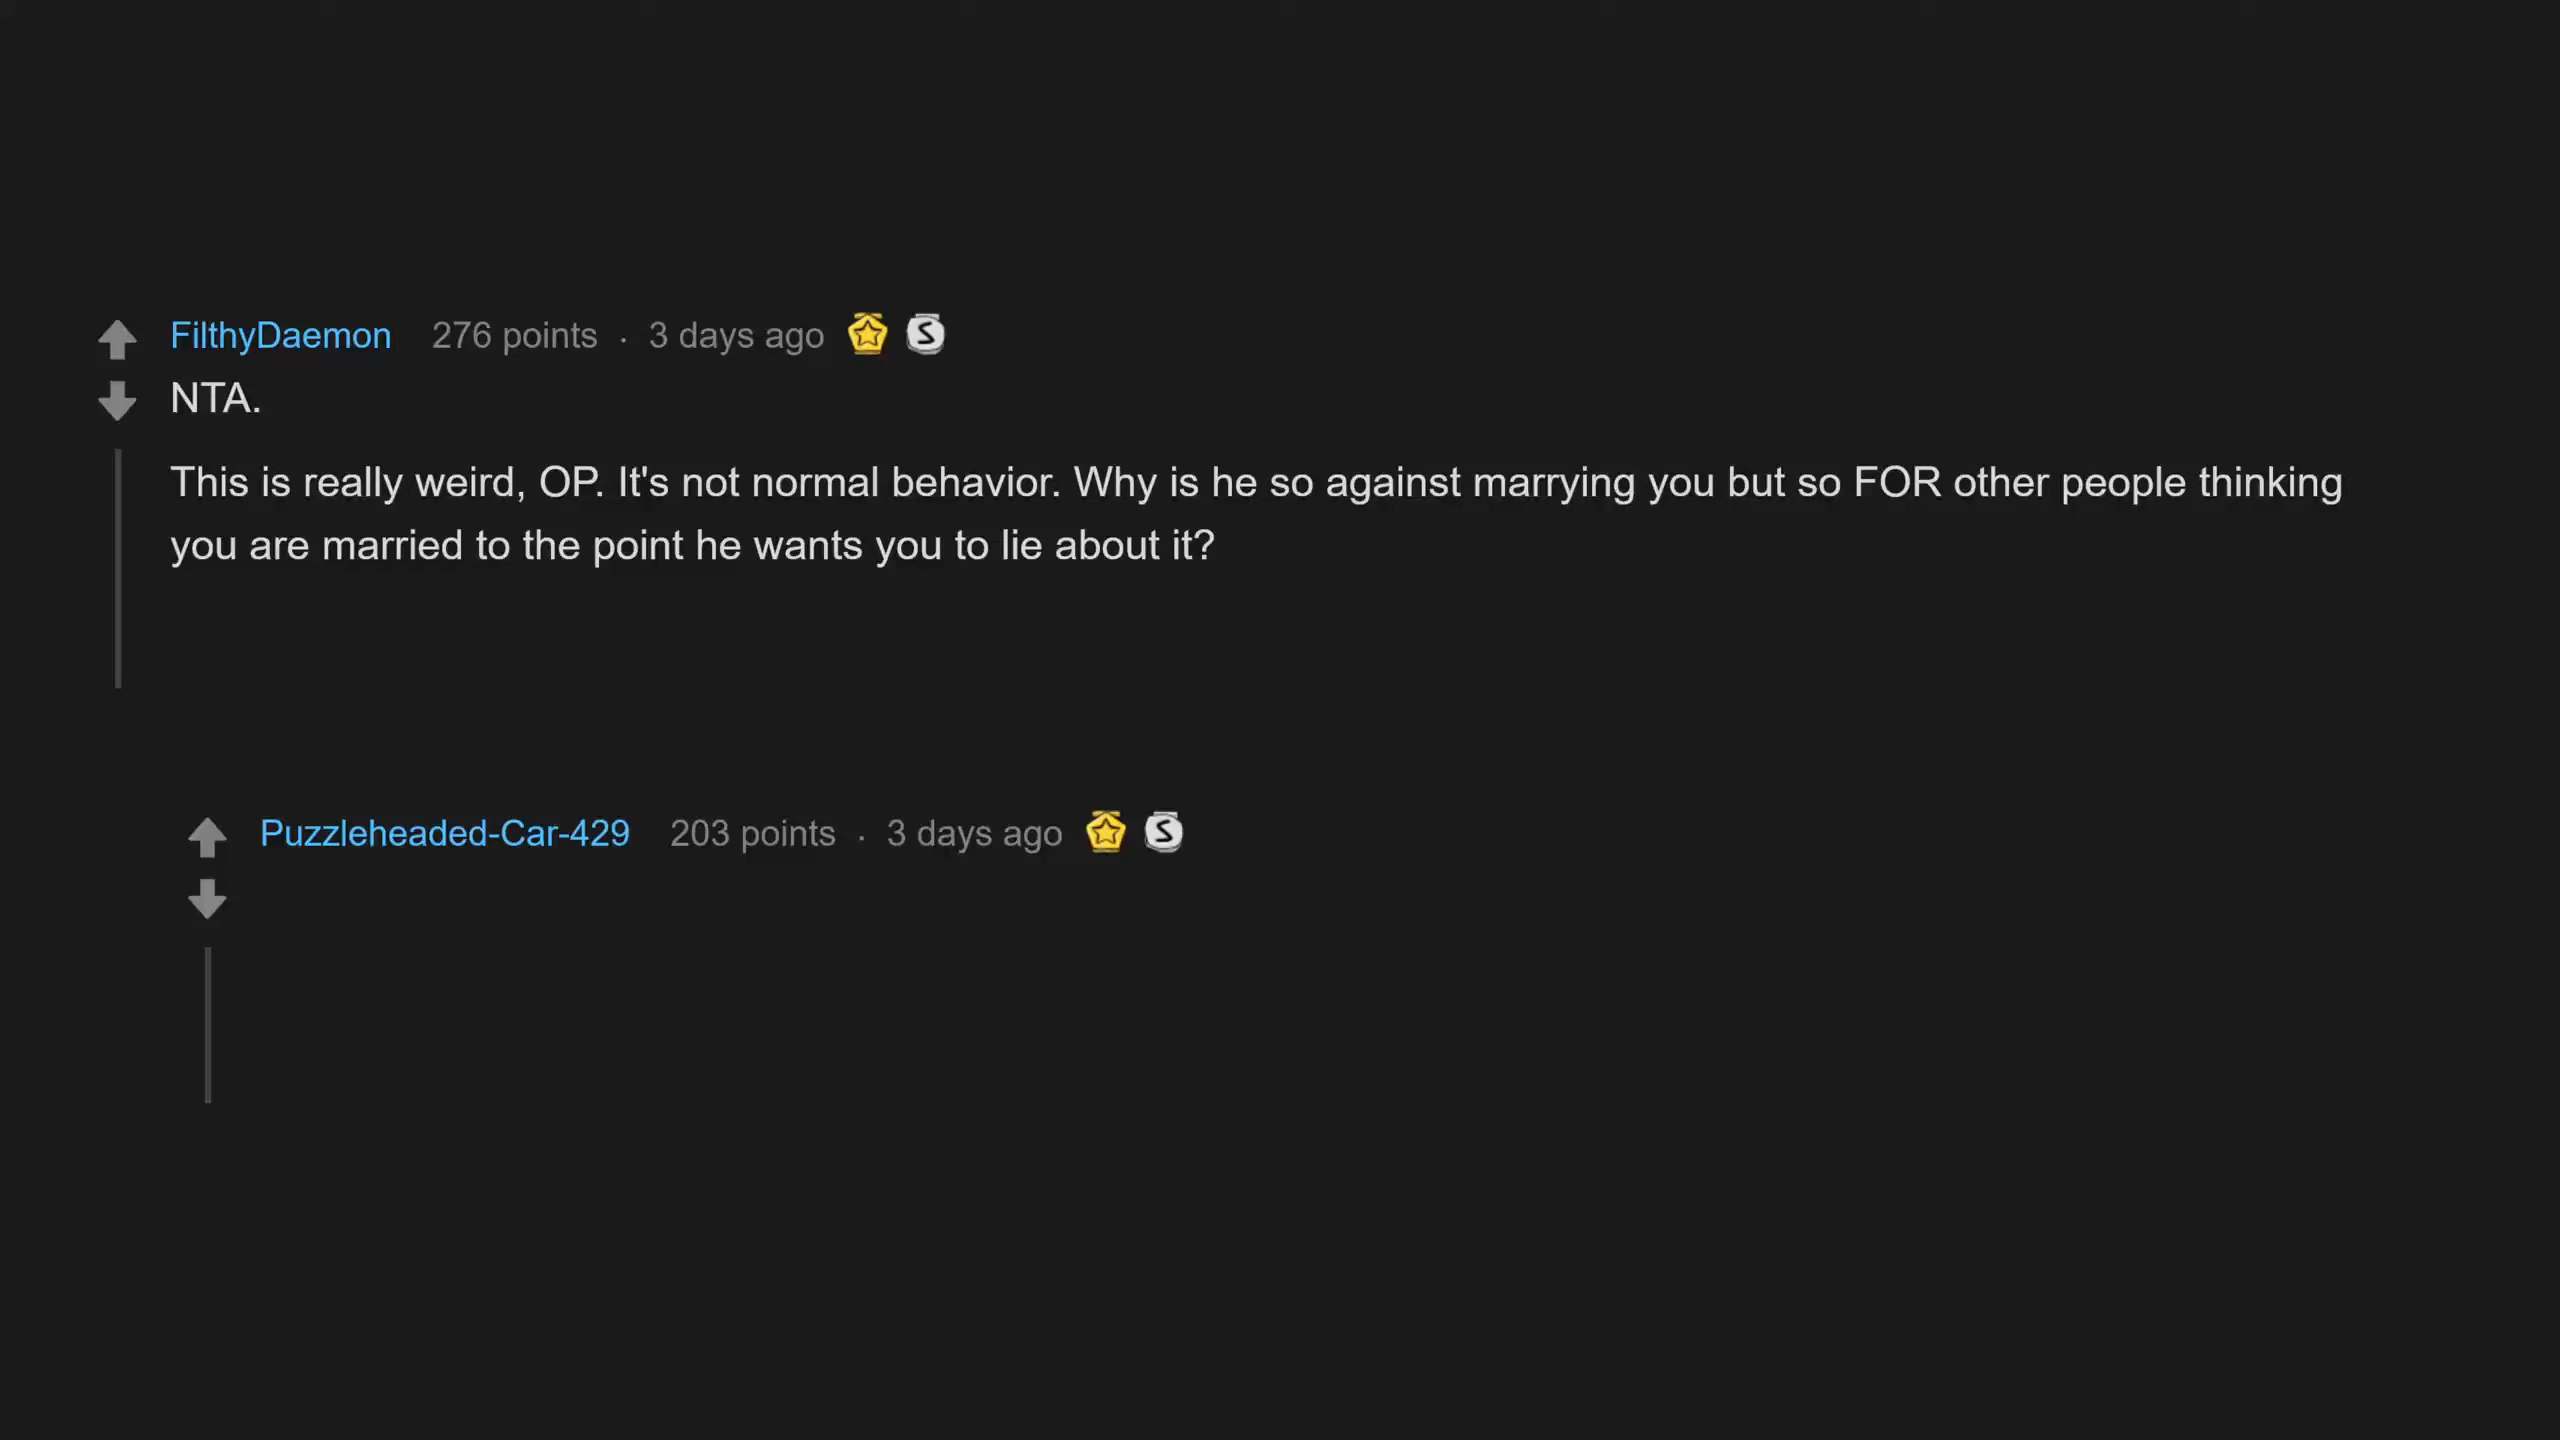 FilthyDaemon 276 points · 3 days ago
NTA.
This is really weird, OP. It's not normal behavior. Why is he so against marrying you but so FOR other people thinking
you are married to the point he wants you to lie about it?
Puzzleheaded-Car-429 203 points · 3 days ago